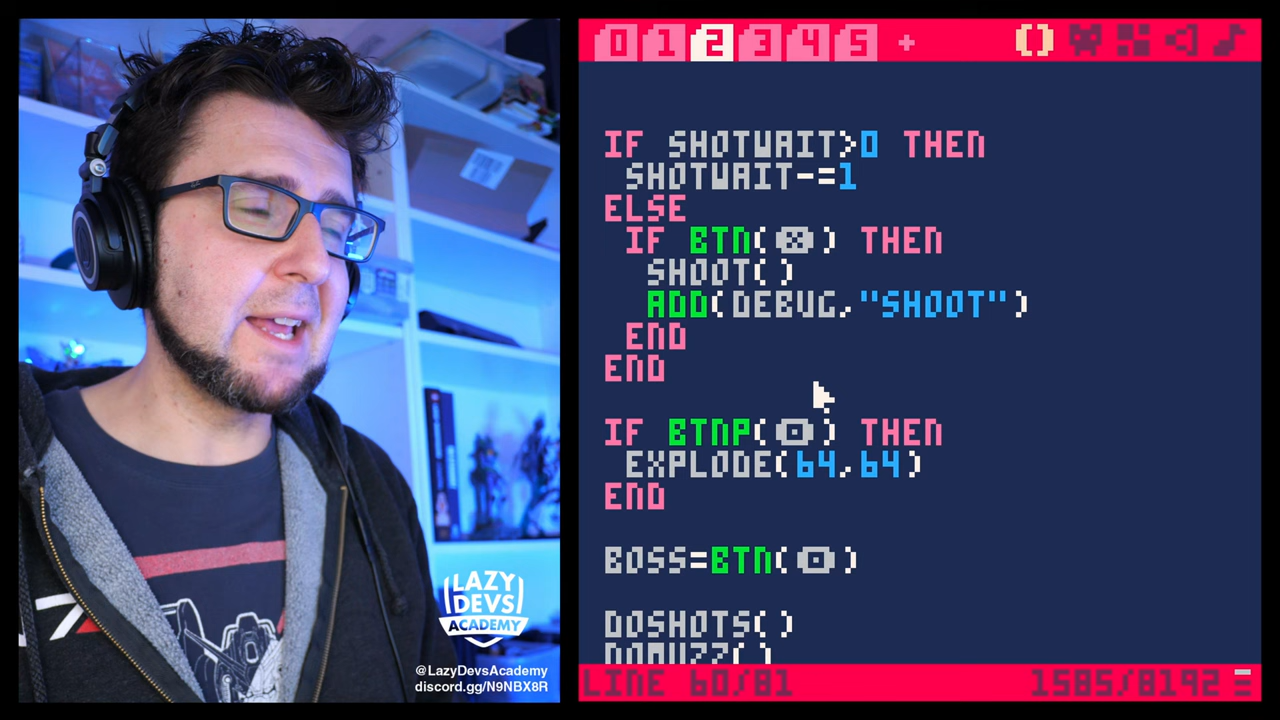 LAZY
DEVS
ACADEMY
@LazyDevsAcademy
discord.gg/N9NBX8R
0 1 2 3 4 5 +
IF SHOTWAIT>0 THEN
SHOTWAIT-=1
ELSE
IF BTN(❎) THEN
SHOOT()
ADD(DEBUG,"SHOOT")
END
END
IF BTNP(🅾️) THEN
EXPLODE(64,64)
END
BOSS=BTN(🅾️)
DOSHOTS()
DOMUZZ()
LINE 60/81
1585/8192